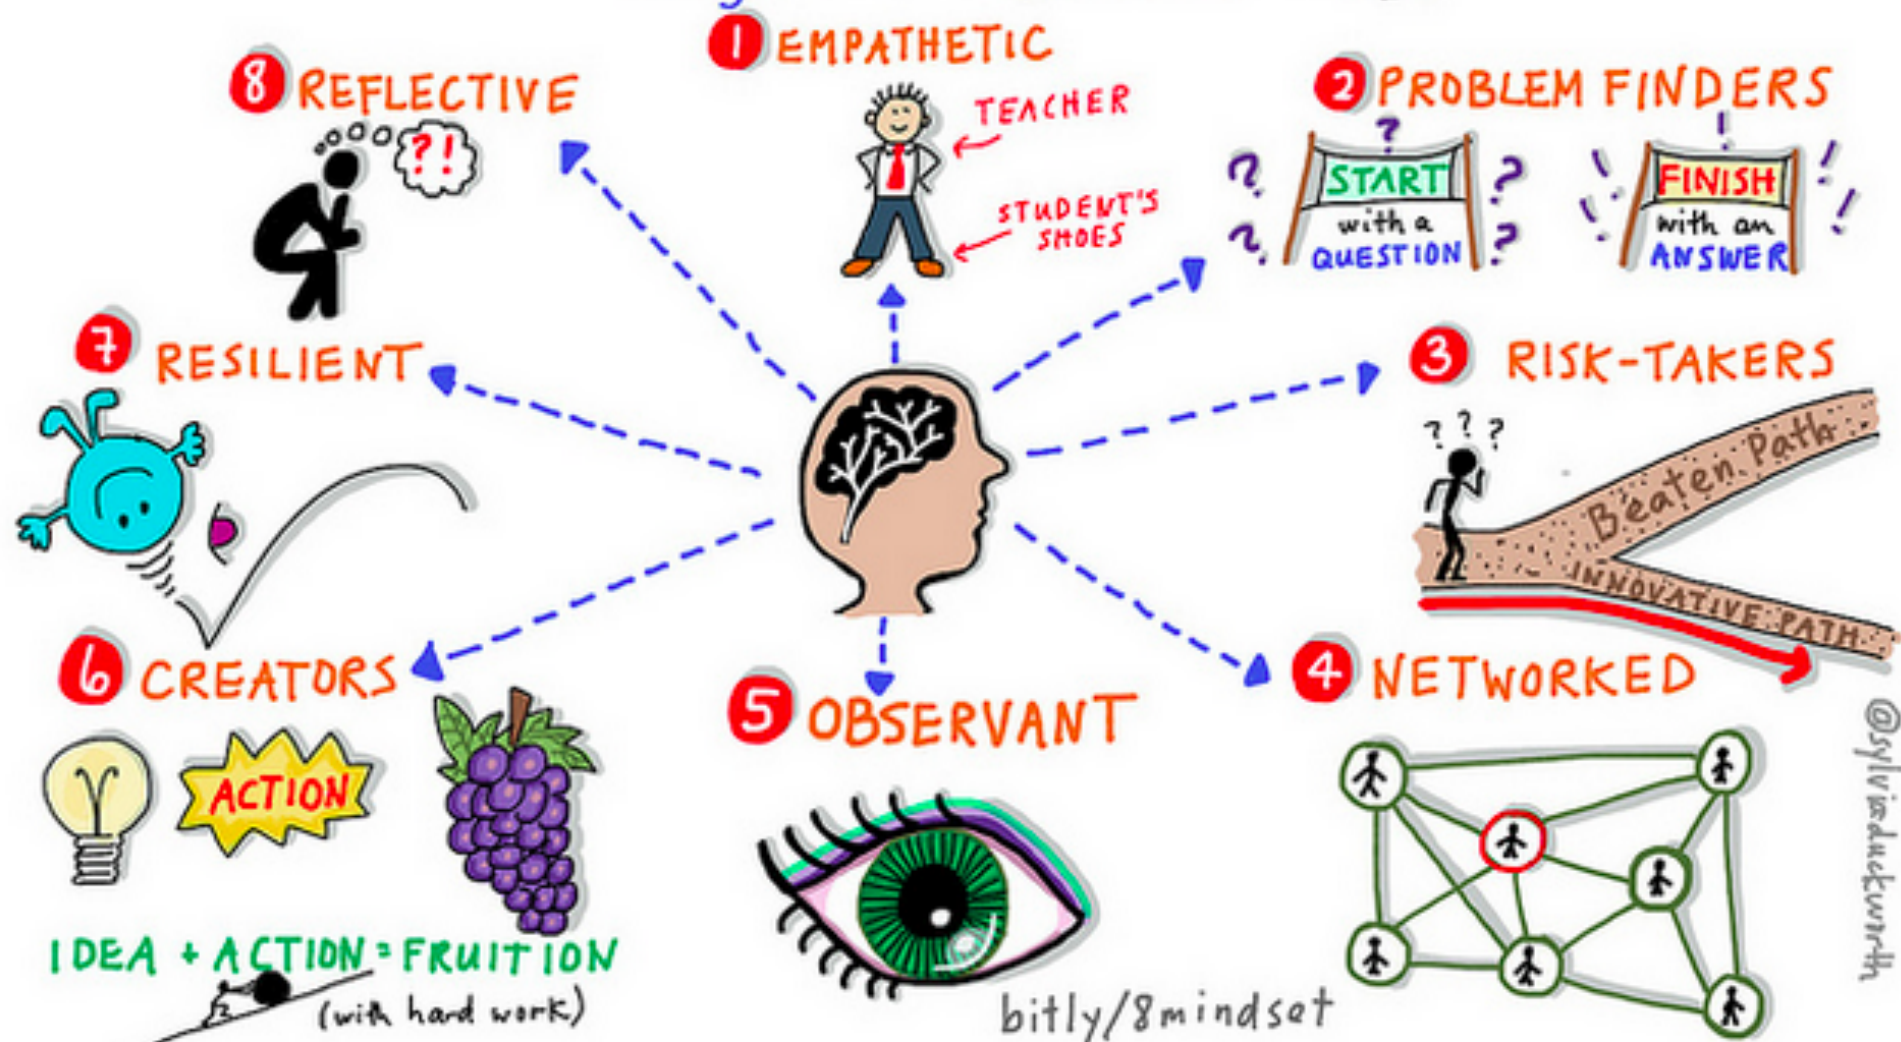 1 EMPATHETIC
TEACHER
STUDENT'S
SHOES
2 PROBLEM FINDERS
? ? ? ? ?
START
with a
QUESTION
! ! !
FINISH
with an
ANSWER
3 RISK-TAKERS
? ? ?
Beaten Path
INNOVATIVE PATH
4 NETWORKED
5 OBSERVANT
6 CREATORS
ACTION
IDEA + ACTION = FRUITION
(with hard work)
7 RESILIENT
8 REFLECTIVE
?!
bitly/8mindset
@sylviaduckworth